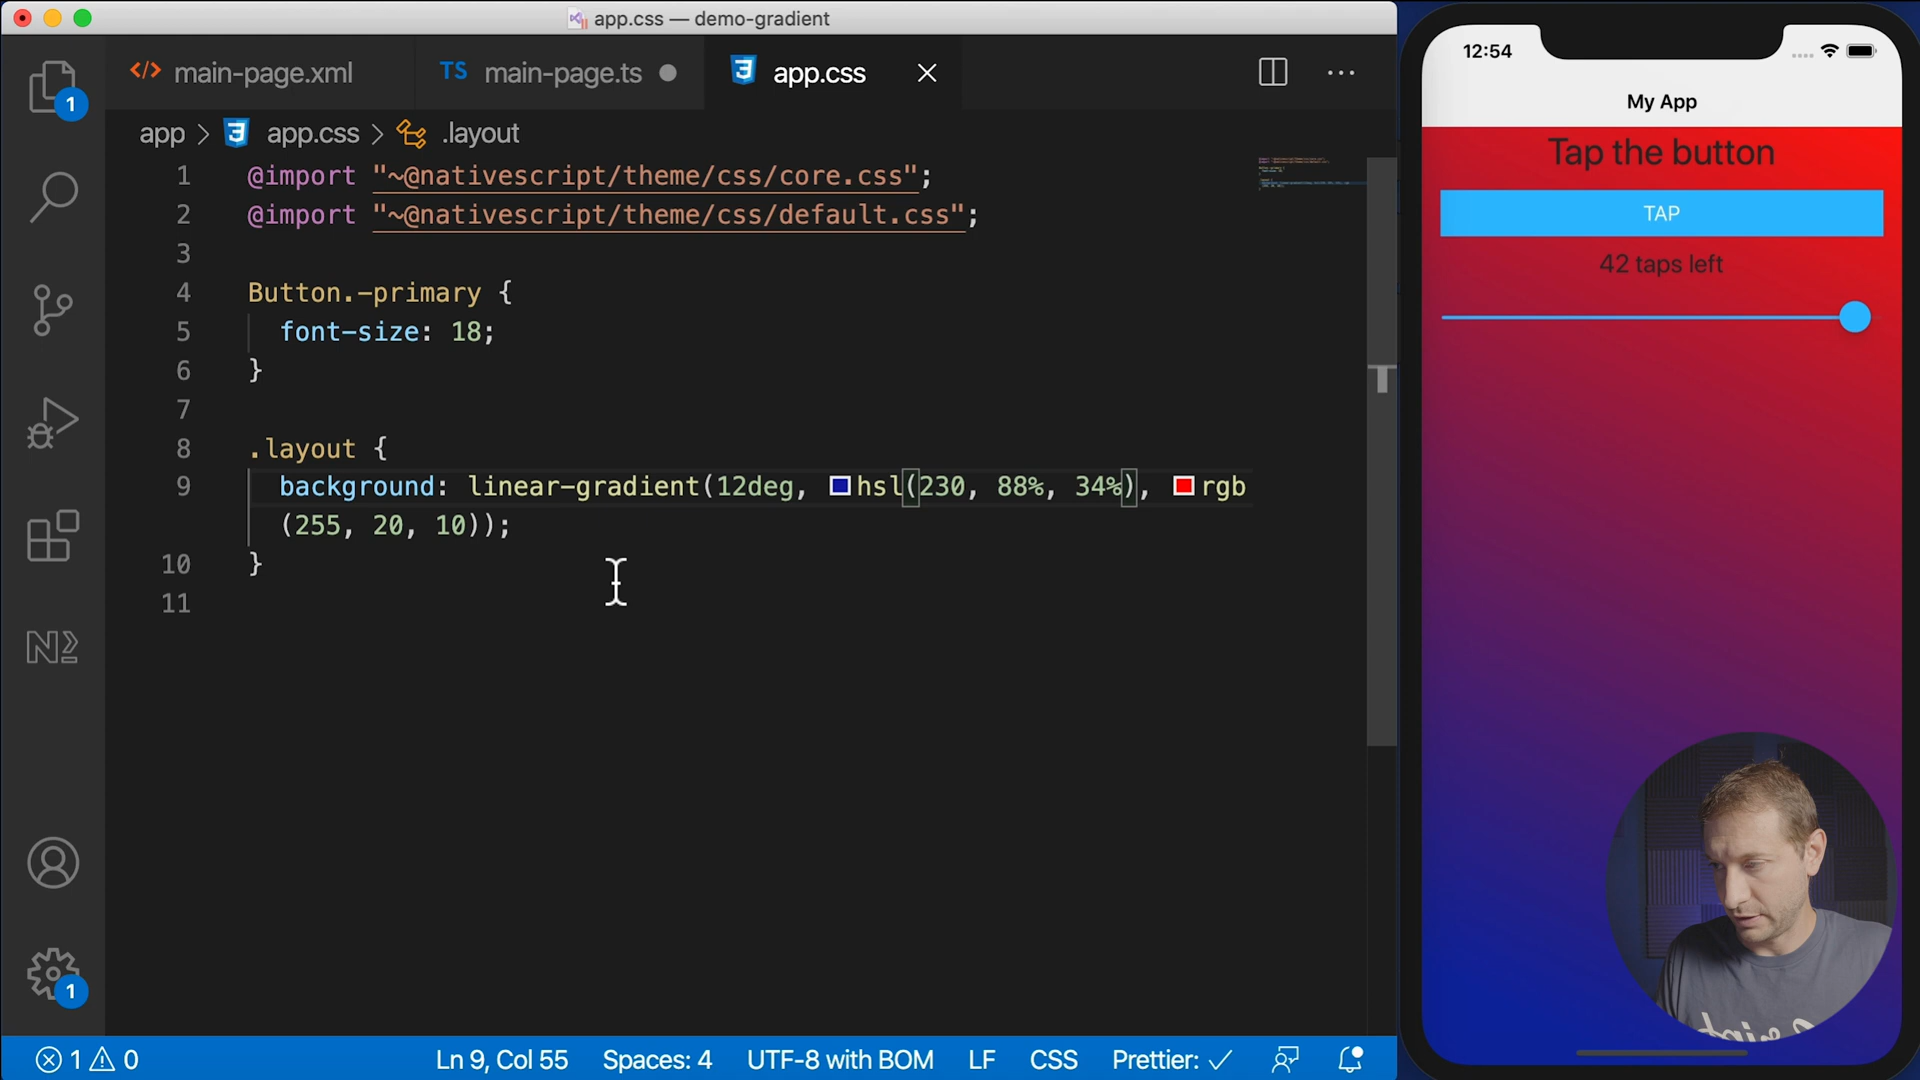 app.css — demo-gradient
main-page.xml
TS main-page.ts
app.css
app > app.css > .layout
1 @import "~@nativescript/theme/css/core.css";
2 @import "~@nativescript/theme/css/default.css";
3
4 Button.-primary {
5 font-size: 18;
6 }
7
8 .layout {
9 background: linear-gradient(12deg, hsl(230, 88%, 34%), rgb
(255, 20, 10));
10 }
11
1
1
1 0
Ln 9, Col 55
Spaces: 4
UTF-8 with BOM
LF
CSS
Prettier: ✓
12:54
My App
Tap the button
TAP
42 taps left